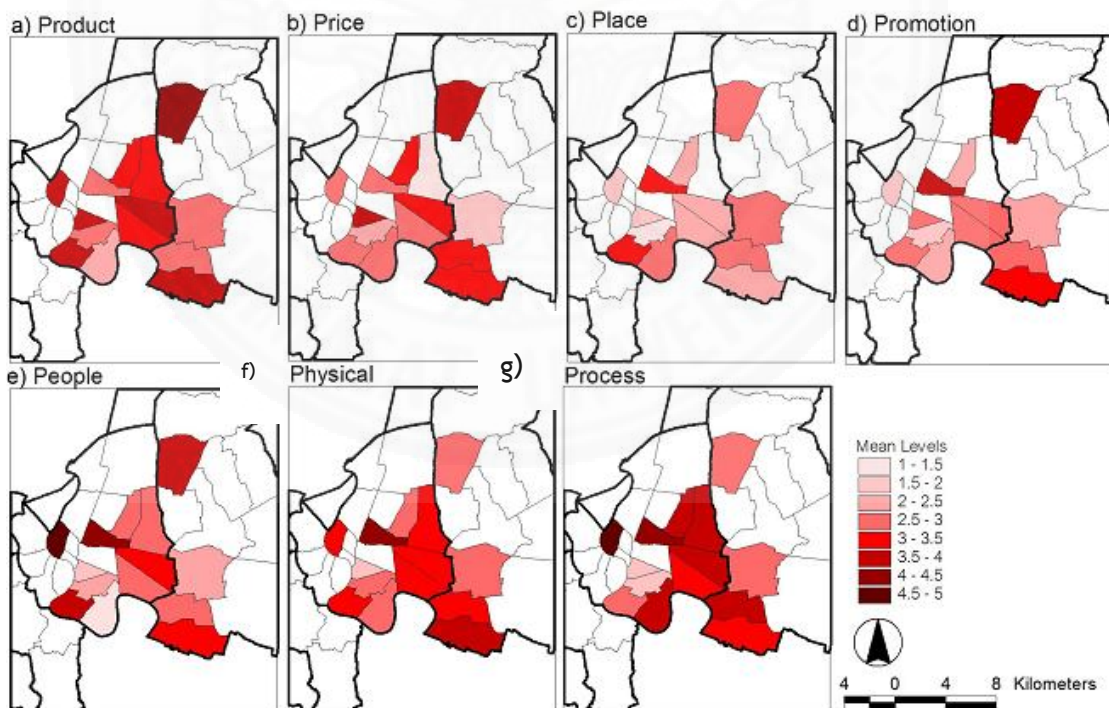 a) Product
b) Price
c) Place
d) Promotion
e) People
f)
Physical
g)
Process
Mean Levels
1 - 1.5
1.5 - 2
2 - 2.5
2.5 - 3
3 - 3.5
3.5 - 4
4 - 4.5
4.5 - 5
4 0 4 8 Kilometers